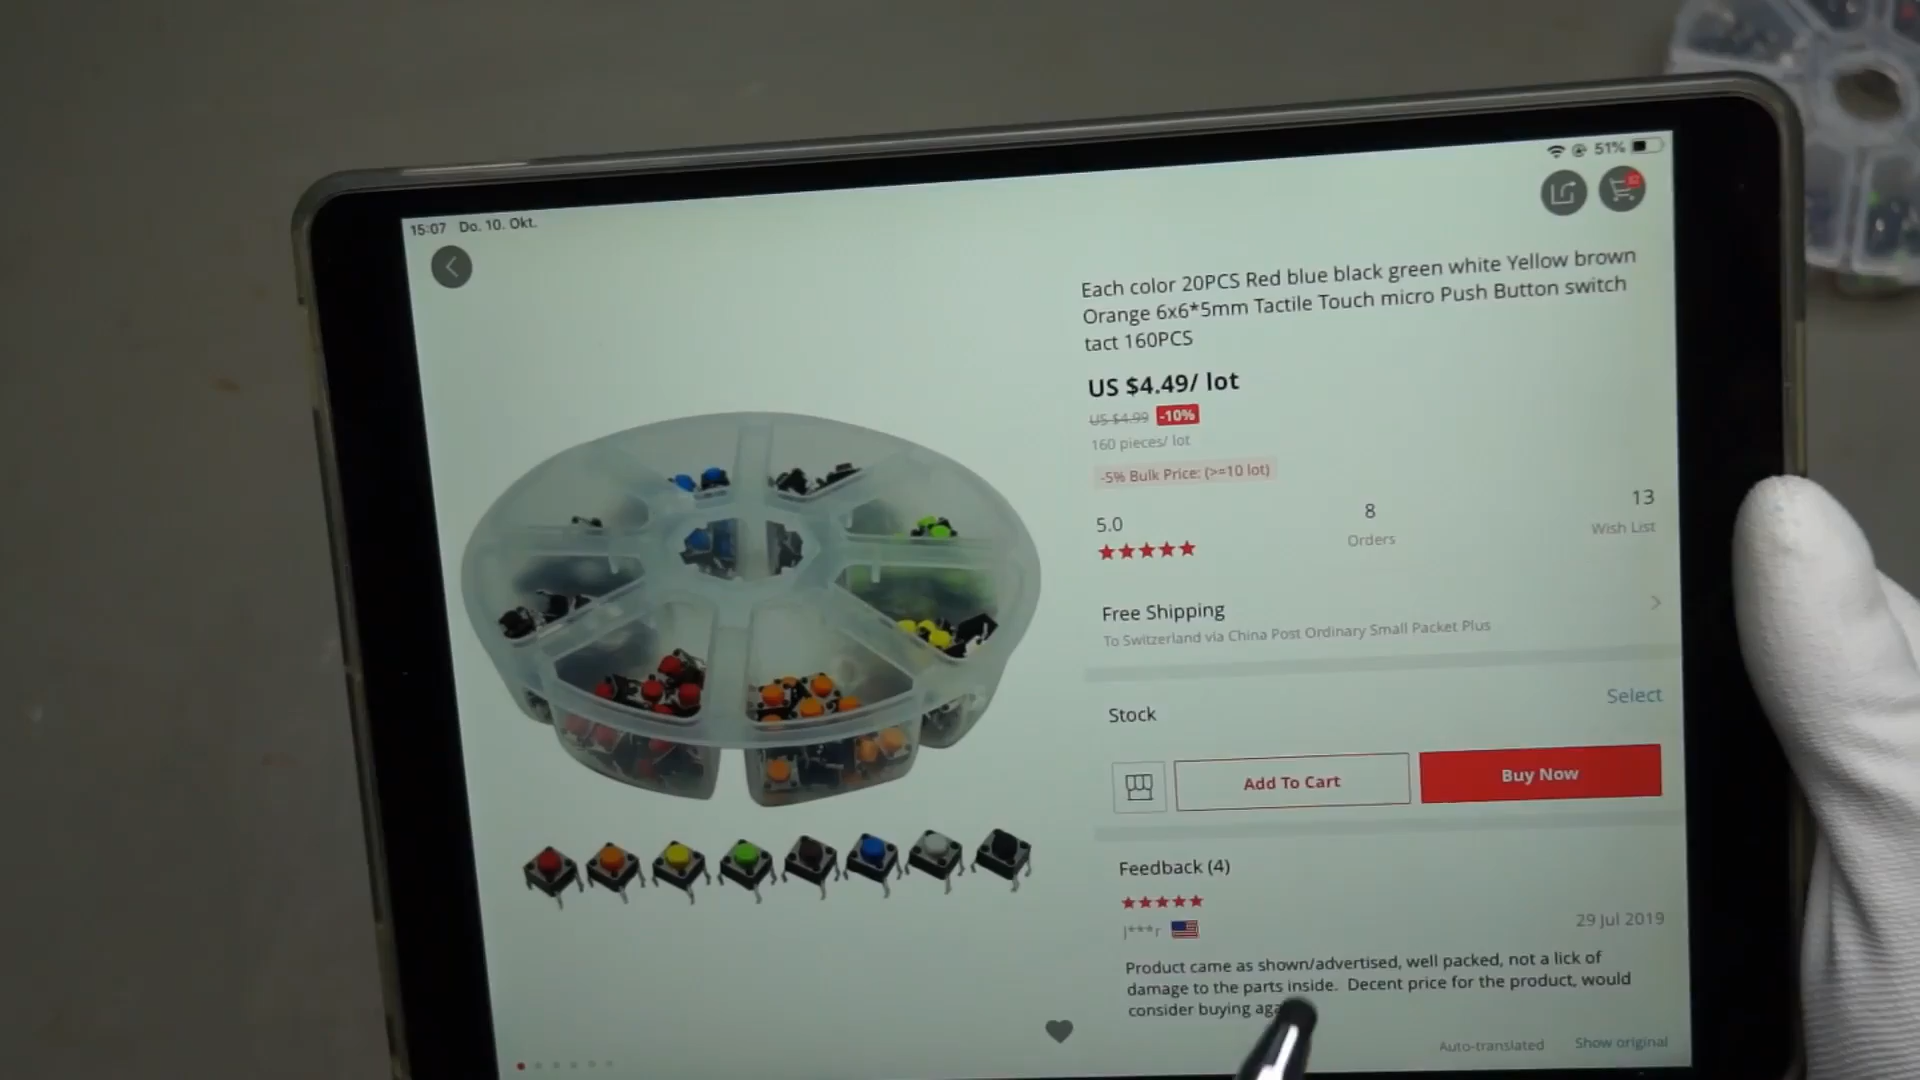 15:07 Do. 10. Okt.
51%
Each color 20PCS Red blue black green white Yellow brown
Orange 6x6*5mm Tactile Touch micro Push Button switch
tact 160PCS
US $4.49/ lot
US $4.99 -10%
160 pieces/ lot
-5% Bulk Price: (>=10 lot)
5.0
8
Orders
13
Wish List
Free Shipping
To Switzerland via China Post Ordinary Small Packet Plus
Stock
Select
Add To Cart
Buy Now
Feedback (4)
J***r
29 Jul 2019
Product came as shown/advertised, well packed, not a lick of
damage to the parts inside. Decent price for the product, would
consider buying
Auto-translated
Show original